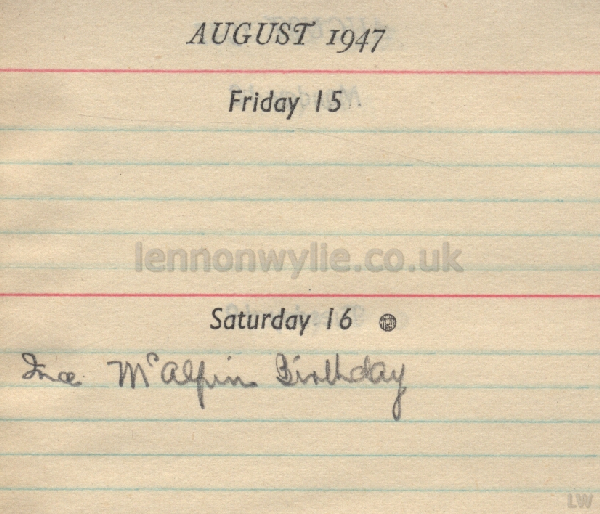 AUGUST 1947
Friday 15
lennonwylie.co.uk
Saturday 16
Ina McAlpin Birthday
LW